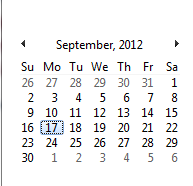 September, 2012
Su Mo Tu We Th Fr Sa
26 27 28 29 30 31 1
2 3 4 5 6 7 8
9 10 11 12 13 14 15
16 17 18 19 20 21 22
23 24 25 26 27 28 29
30 1 2 3 4 5 6